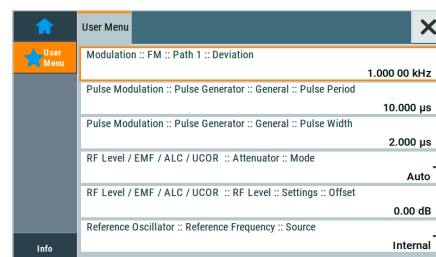 User Menu
User
Menu
Modulation :: FM :: Path 1 :: Deviation
1.000 00 kHz
Pulse Modulation :: Pulse Generator :: General :: Pulse Period
10.000 µs
Pulse Modulation :: Pulse Generator :: General :: Pulse Width
2.000 µs
RF Level / EMF / ALC / UCOR :: Attenuator :: Mode
Auto
RF Level / EMF / ALC / UCOR :: RF Level :: Settings :: Offset
0.00 dB
Reference Oscillator :: Reference Frequency :: Source
Internal
Info